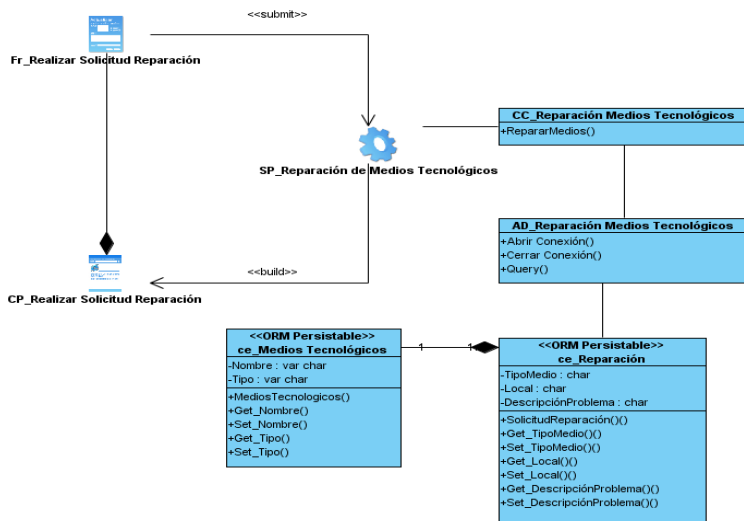 <<submit>>
Fr_Realizar Solicitud Reparación
CC_Reparación Medios Tecnológicos
+RepararMedios()
SP_Reparación de Medios Tecnológicos
AD_Reparación Medios Tecnológicos
+Abrir Conexión()
+Cerrar Conexión()
+Query()
<<build>>
CP_Realizar Solicitud Reparación
<<ORM Persistable>>
ce_Medios Tecnológicos
-Nombre : var char
-Tipo : var char
+MediosTecnologicos()
+Get_Nombre()
+Set_Nombre()
+Get_Tipo()
+Set_Tipo()
1
1
<<ORM Persistable>>
ce_Reparación
-TipoMedio : char
-Local : char
-DescripciónProblema : char
+SolicitudReparación()()
+Get_TipoMedio()()
+Set_TipoMedio()()
+Get_Local()()
+Set_Local()()
+Get_DescripciónProblema()()
+Set_DescripciónProblema()()